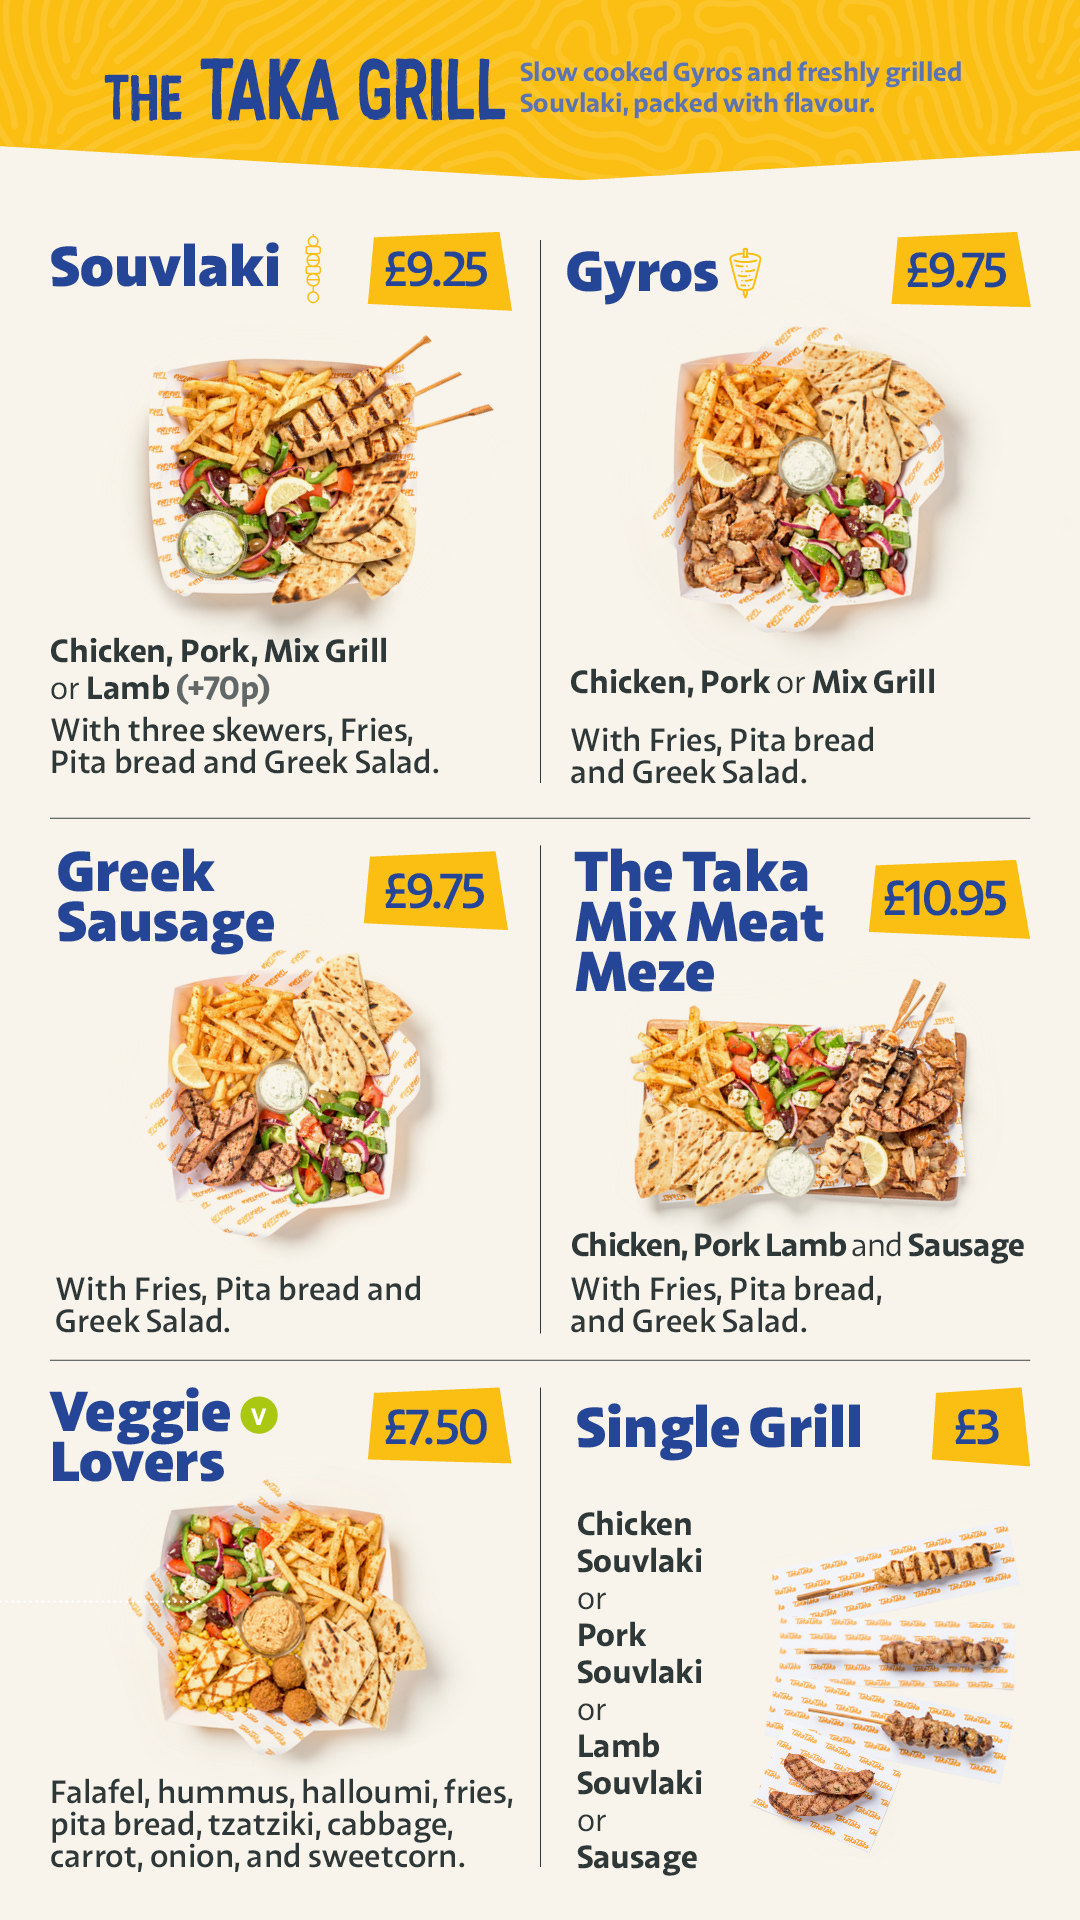 THE TAKA GRILL
Slow cooked Gyros and freshly grilled
Souvlaki, packed with flavour.
Souvlaki
£9.25
Chicken, Pork, Mix Grill
or Lamb (+70p)
With three skewers, Fries,
Pita bread and Greek Salad.
Gyros
£9.75
Chicken, Pork or Mix Grill
With Fries, Pita bread
and Greek Salad.
Greek
Sausage
£9.75
With Fries, Pita bread and
Greek Salad.
The Taka
Mix Meat
Meze
£10.95
Chicken, Pork Lamb and Sausage
With Fries, Pita bread,
and Greek Salad.
Veggie V
Lovers
£7.50
Falafel, hummus, halloumi, fries,
pita bread, tzatziki, cabbage,
carrot, onion, and sweetcorn.
Single Grill
£3
Chicken
Souvlaki
or
Pork
Souvlaki
or
Lamb
Souvlaki
or
Sausage